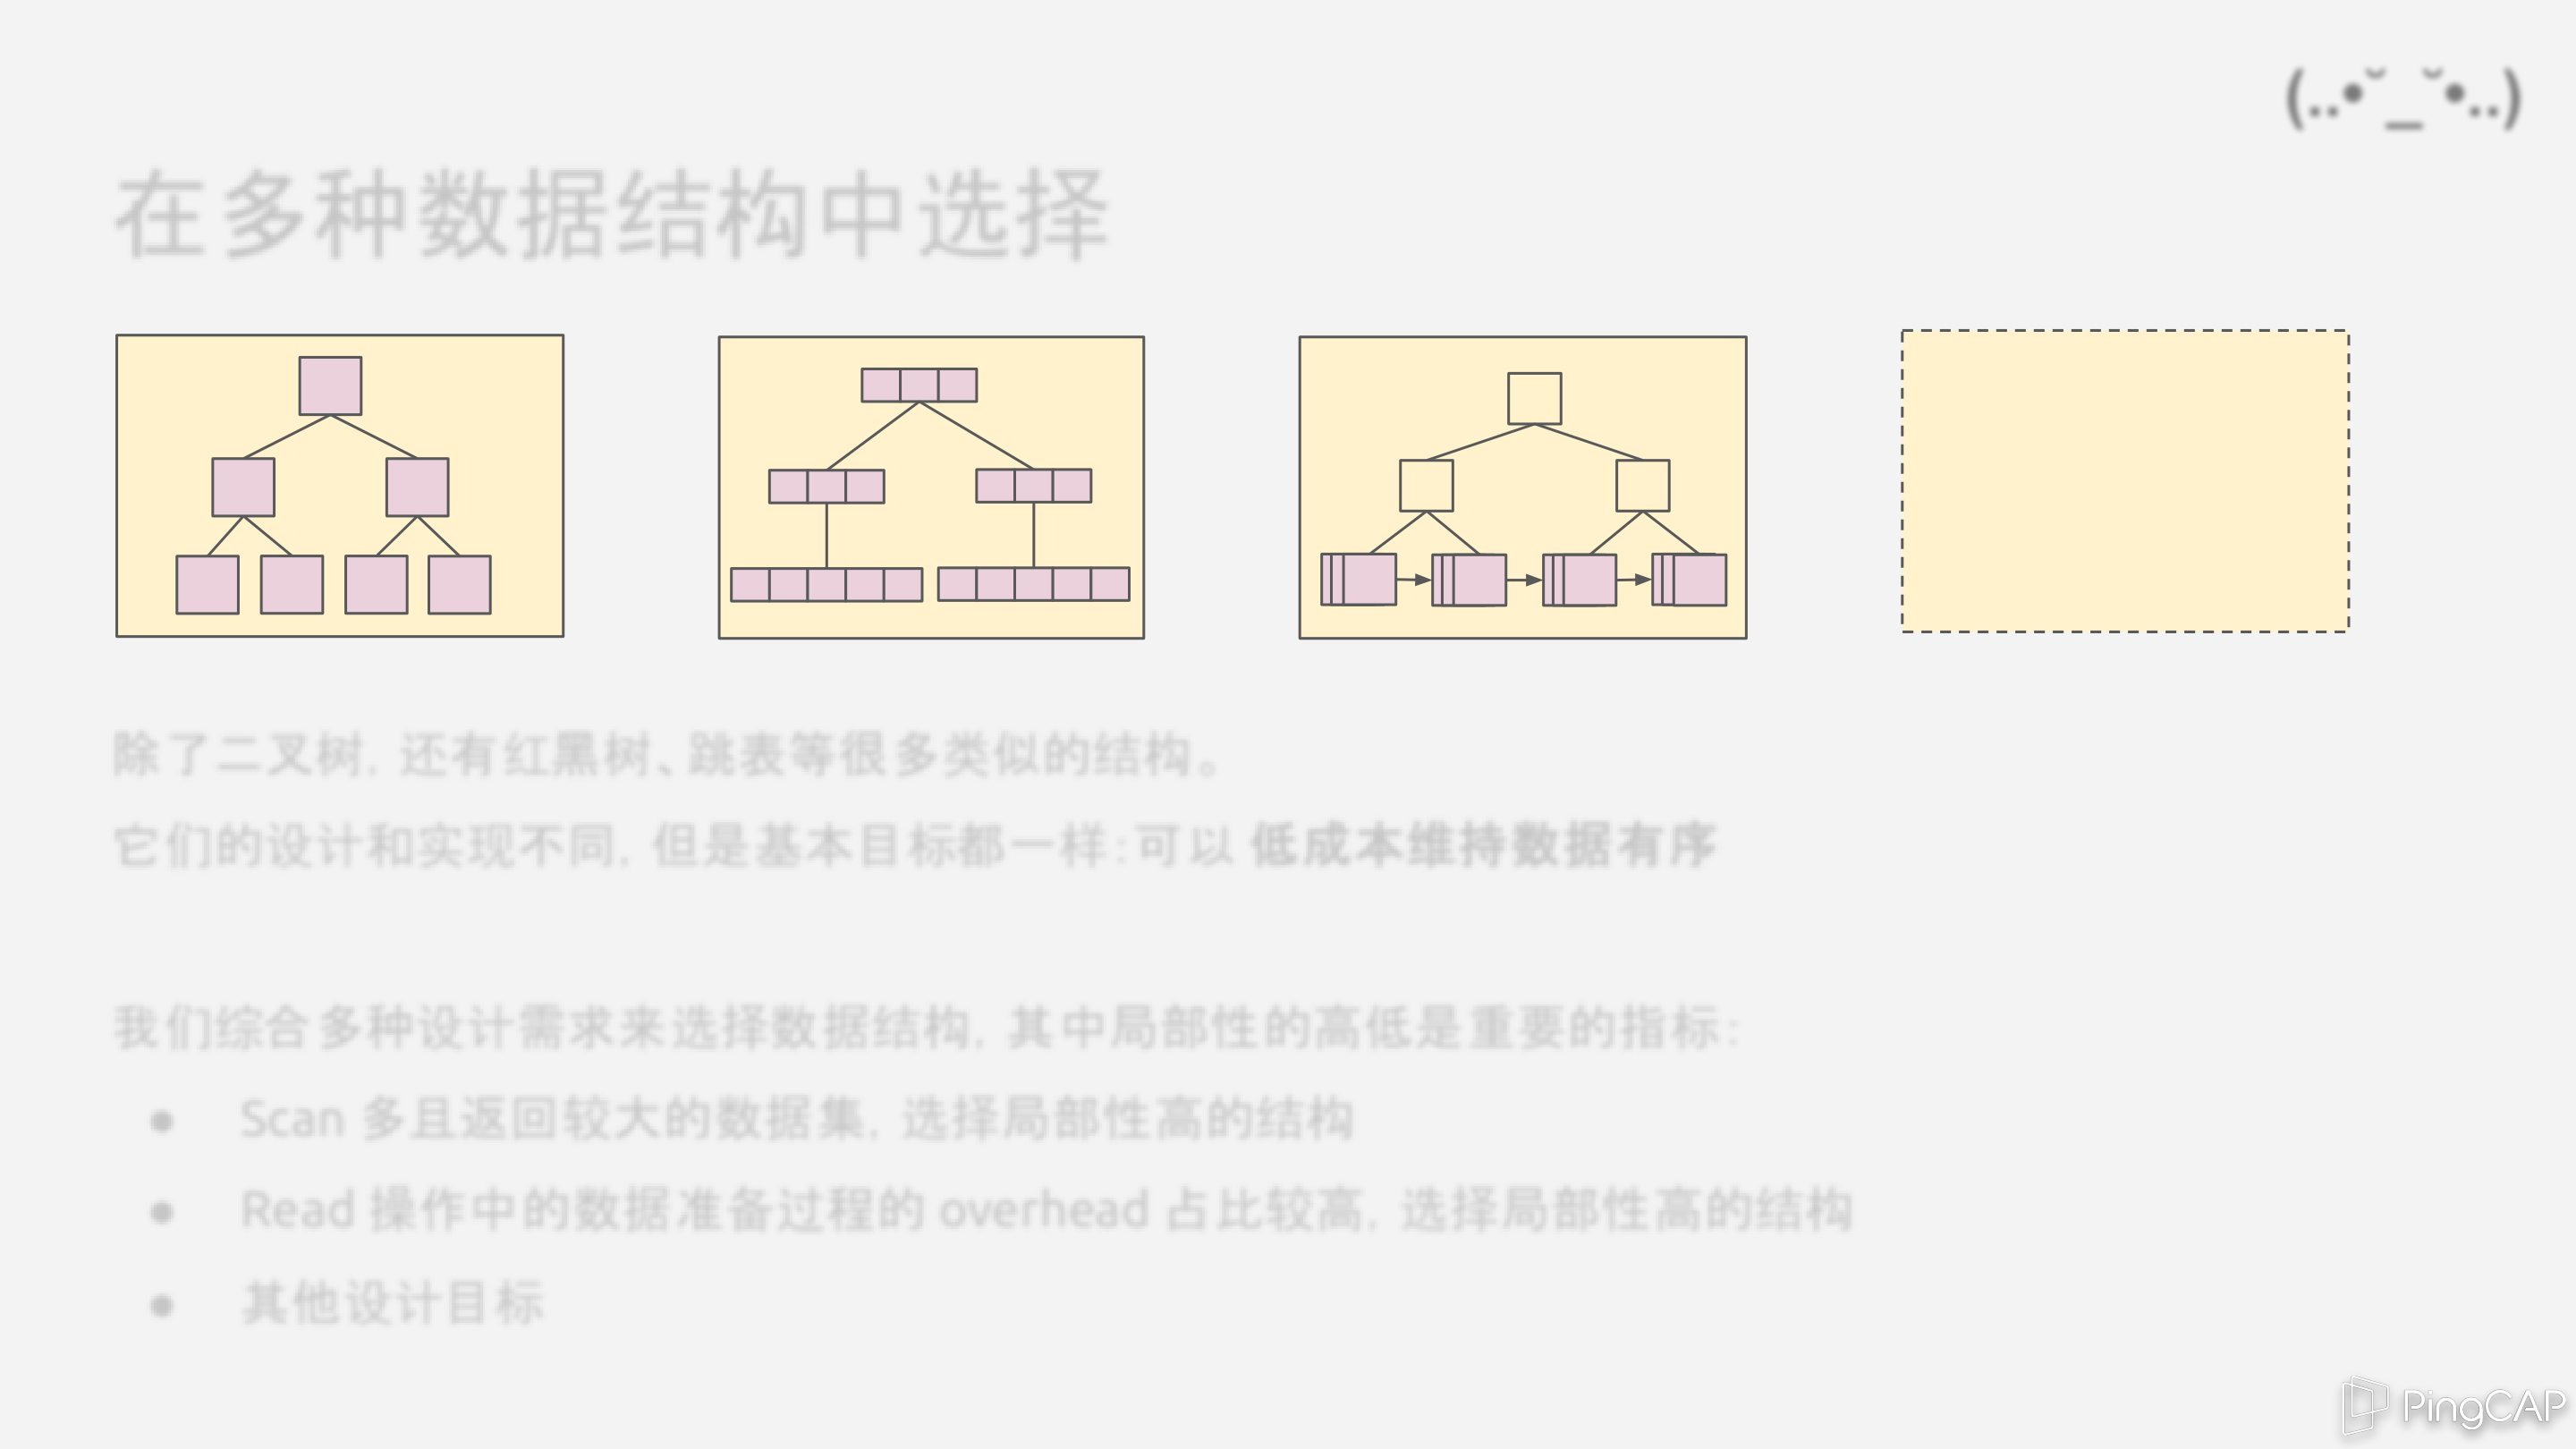 (..•˘_˘•..)
在多种数据结构中选择
除了二叉树, 还有红黑树、跳表等很多类似的结构。
它们的设计和实现不同, 但是基本目标都一样:可以 低成本维持数据有序
我们综合多种设计需求来选择数据结构, 其中局部性的高低是重要的指标:
● Scan 多且返回较大的数据集, 选择局部性高的结构
● Read 操作中的数据准备过程的 overhead 占比较高, 选择局部性高的结构
● 其他设计目标
PingCAP